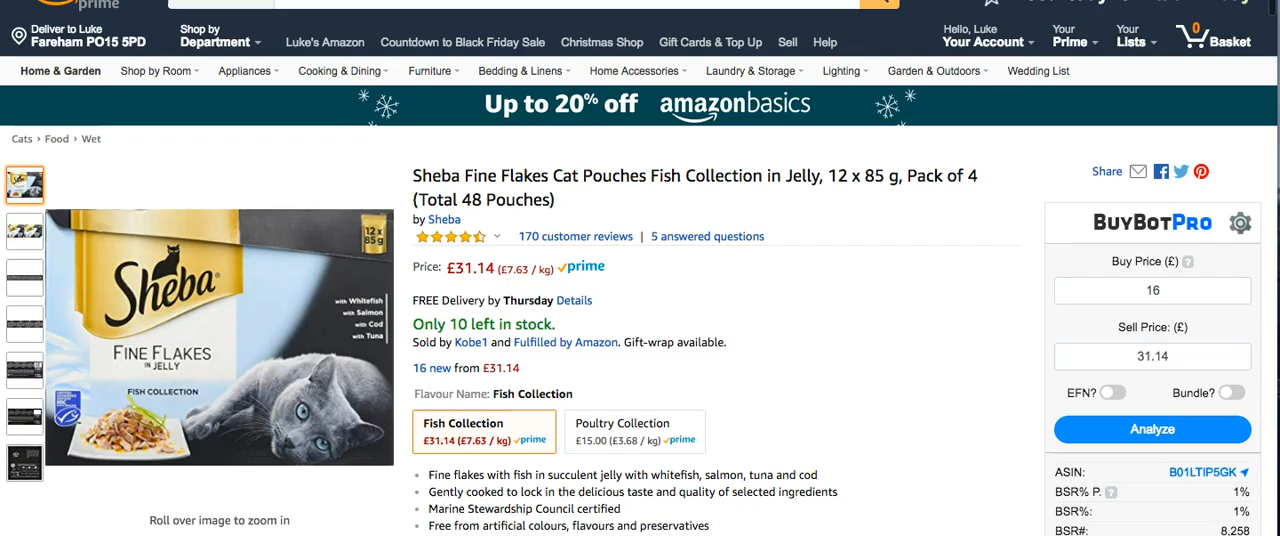 prime
Deliver to Luke
Fareham PO15 5PD
Shop by
Department
Luke's Amazon
Countdown to Black Friday Sale
Christmas Shop
Gift Cards & Top Up
Sell
Help
Hello, Luke
Your Account
Your
Prime
Your
Lists
0
Basket
Home & Garden
Shop by Room
Appliances
Cooking & Dining
Furniture
Bedding & Linens
Home Accessories
Laundry & Storage
Lighting
Garden & Outdoors
Wedding List
Up to 20% off amazonbasics
Cats › Food › Wet
Sheba Fine Flakes Cat Pouches Fish Collection in Jelly, 12 x 85 g, Pack of 4
(Total 48 Pouches)
by Sheba
170 customer reviews | 5 answered questions
Price: £31.14 (£7.63 / kg) prime
FREE Delivery by Thursday Details
Only 10 left in stock.
Sold by Kobe1 and Fulfilled by Amazon. Gift-wrap available.
16 new from £31.14
Flavour Name: Fish Collection
Fish Collection
£31.14 (£7.63 / kg) prime
Poultry Collection
£15.00 (£3.68 / kg) prime
• Fine flakes with fish in succulent jelly with whitefish, salmon, tuna and cod
• Gently cooked to lock in the delicious taste and quality of selected ingredients
• Marine Stewardship Council certified
• Free from artificial colours, flavours and preservatives
12 x
85 g
Sheba
with Whitefish
with Salmon
with Cod
with Tuna
FINE FLAKES
IN JELLY
FISH COLLECTION
Roll over image to zoom in
Share
BUYBOTPRO
Buy Price (£) ?
16
Sell Price: (£)
31.14
EFN?
Bundle?
Analyze
ASIN: B01LTIP5GK
BSR% P. ? 1%
BSR%: 1%
BSR#: 8,258